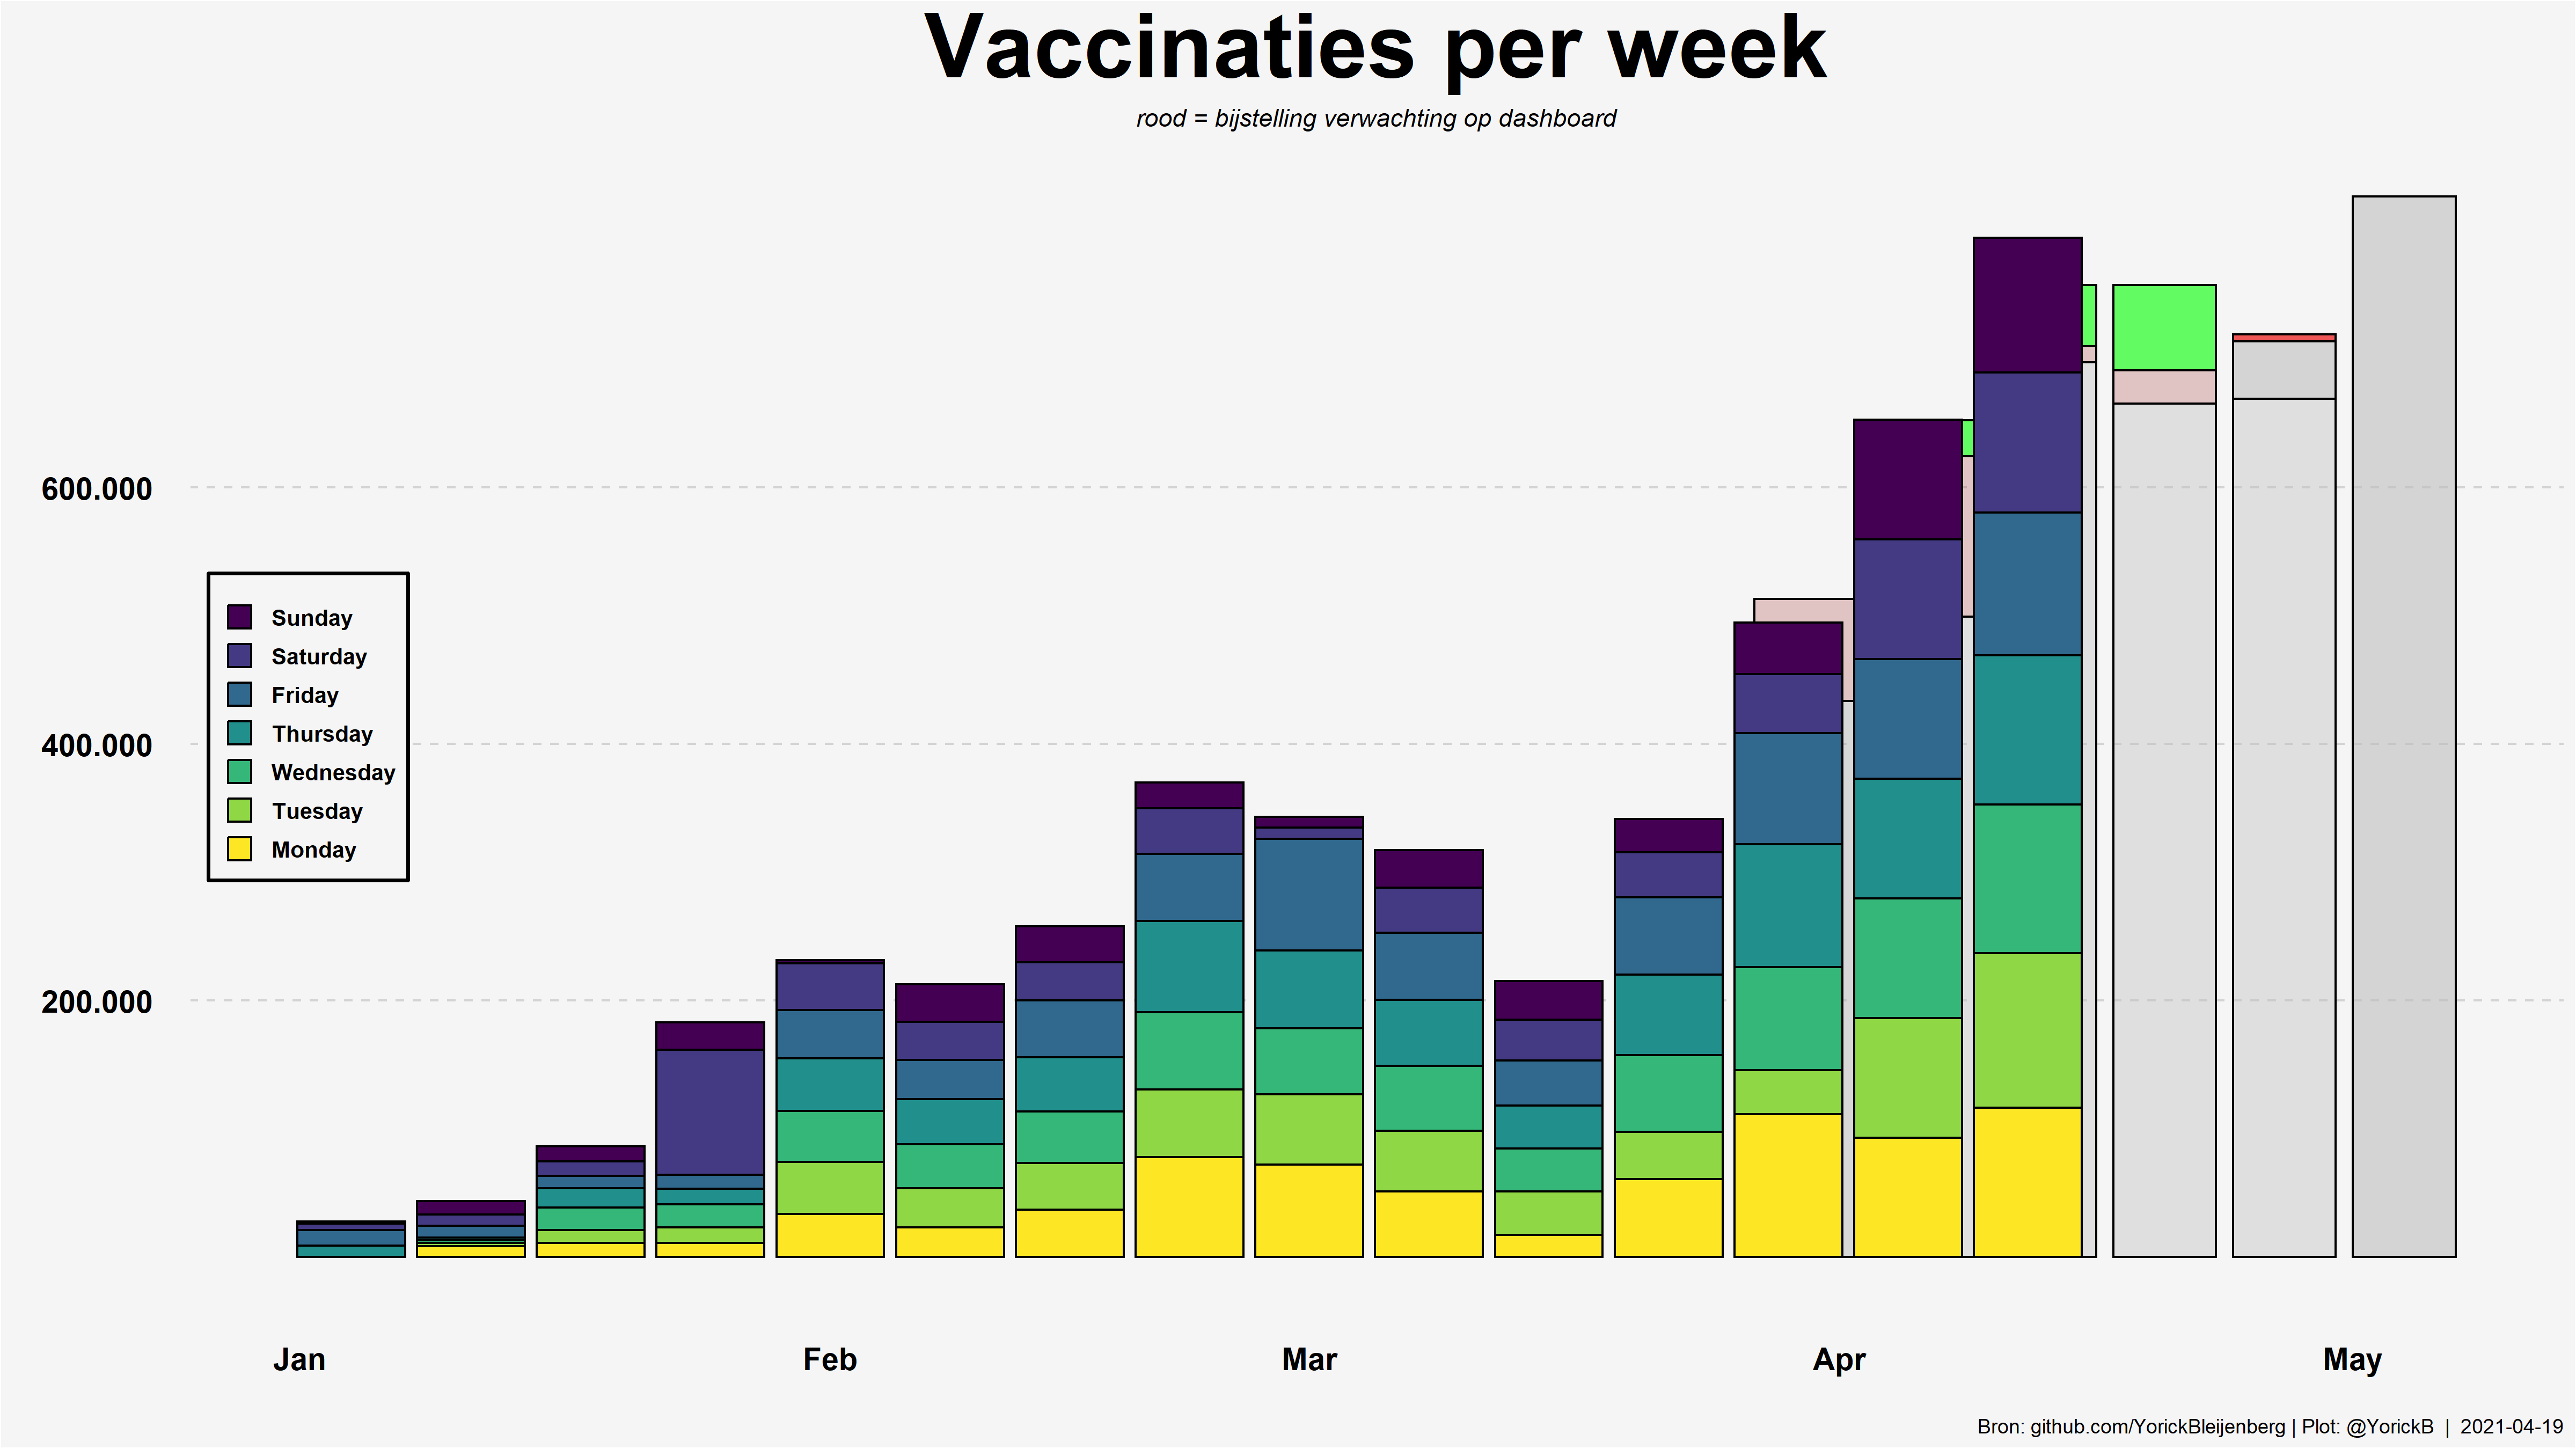 Vaccinaties per week
rood = bijstelling verwachting op dashboard
600.000
400.000
200.000
Sunday
Saturday
Friday
Thursday
Wednesday
Tuesday
Monday
Jan Feb Mar Apr May
Bron: github.com/YorickBleijenberg | Plot: @YorickB | 2021-04-19